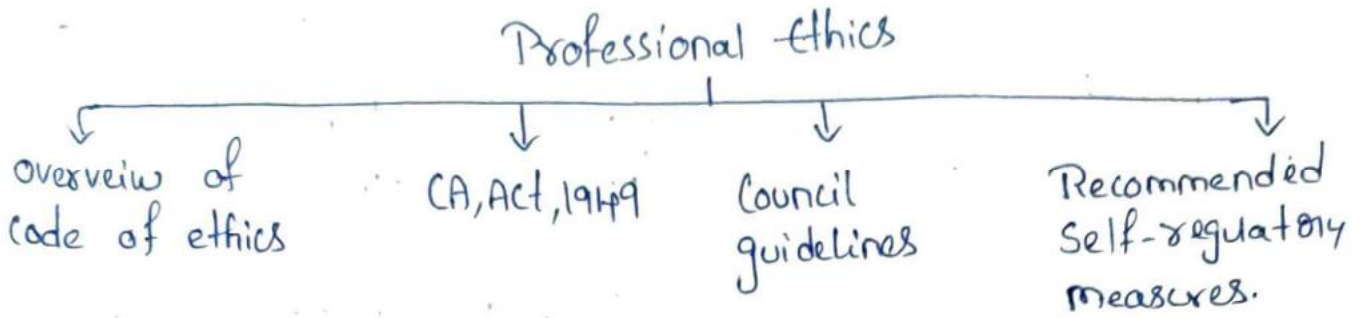 Professional Ethics
overveiw of
code of ethics
CA, Act, 1949
Council
guidelines
Recommended
Self-regulatory
measures.